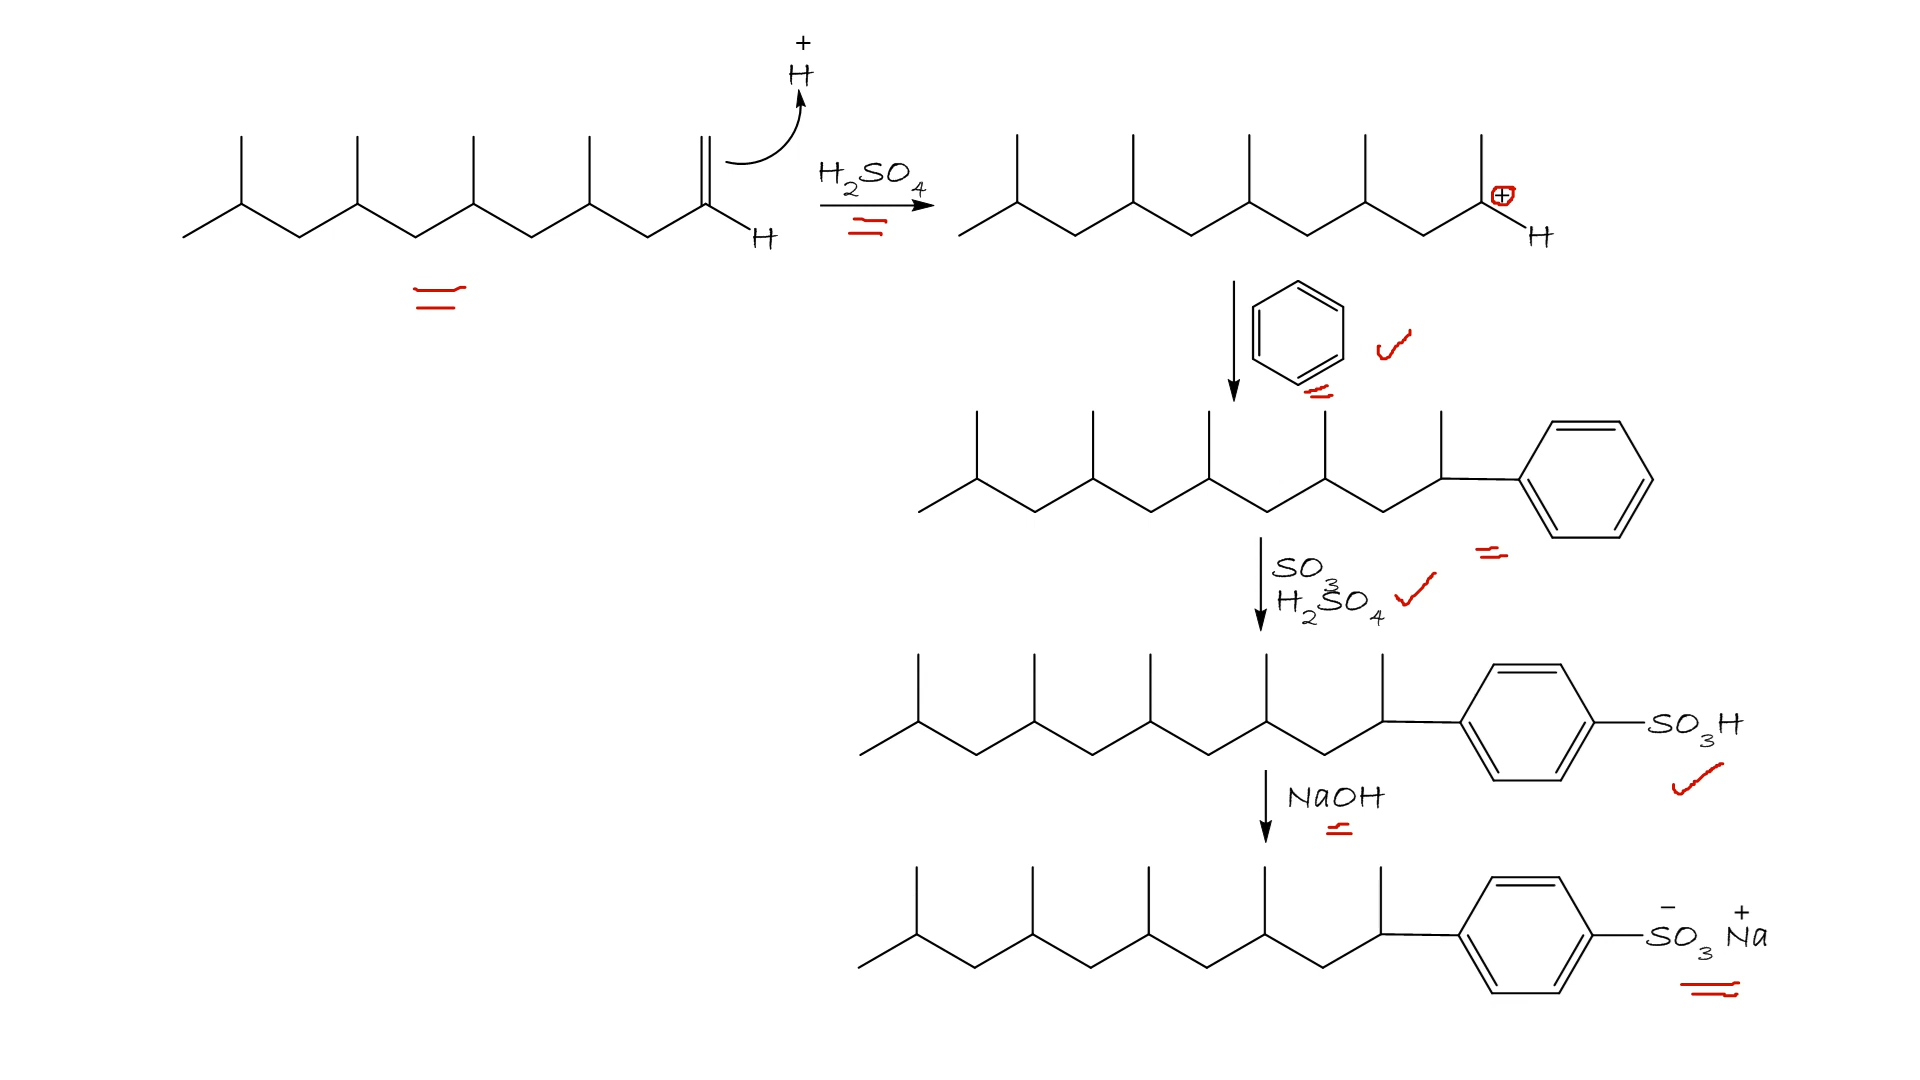 +
H
H₂SO₄
H
+
H
SO₃
H₂SO₄
SO₃H
NaOH
− +
SO₃ Na